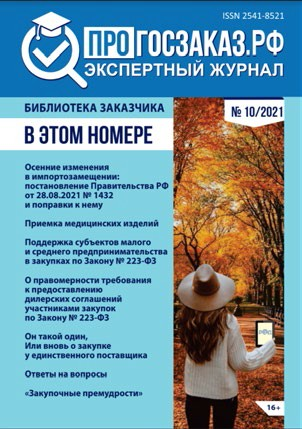 ISSN 2541-8521
ПРОГОСЗАКАЗ.РФ
ЭКСПЕРТНЫЙ ЖУРНАЛ
БИБЛИОТЕКА ЗАКАЗЧИКА
№ 10/2021
В ЭТОМ НОМЕРЕ
Осенние изменения
в импортозамещении:
постановление Правительства РФ
от 28.08.2021 № 1432
и поправки к нему
Приемка медицинских изделий
Поддержка субъектов малого
и среднего предпринимательства
в закупках по Закону № 223-ФЗ
О правомерности требования
к предоставлению
дилерских соглашений
участниками закупок
по Закону № 223-ФЗ
Он такой один,
Или вновь о закупке
у единственного поставщика
Ответы на вопросы
«Закупочные премудрости»
16+